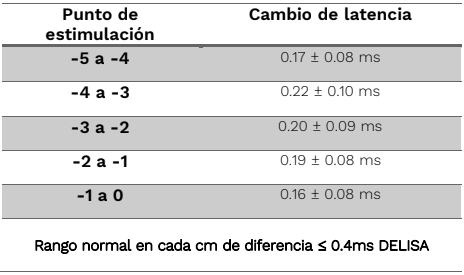 Punto de estimulación Cambio de latencia
-5 a -4 0.17 ± 0.08 ms
-4 a -3 0.22 ± 0.10 ms
-3 a -2 0.20 ± 0.09 ms
-2 a -1 0.19 ± 0.08 ms
-1 a 0 0.16 ± 0.08 ms
Rango normal en cada cm de diferencia ≤ 0.4ms DELISA